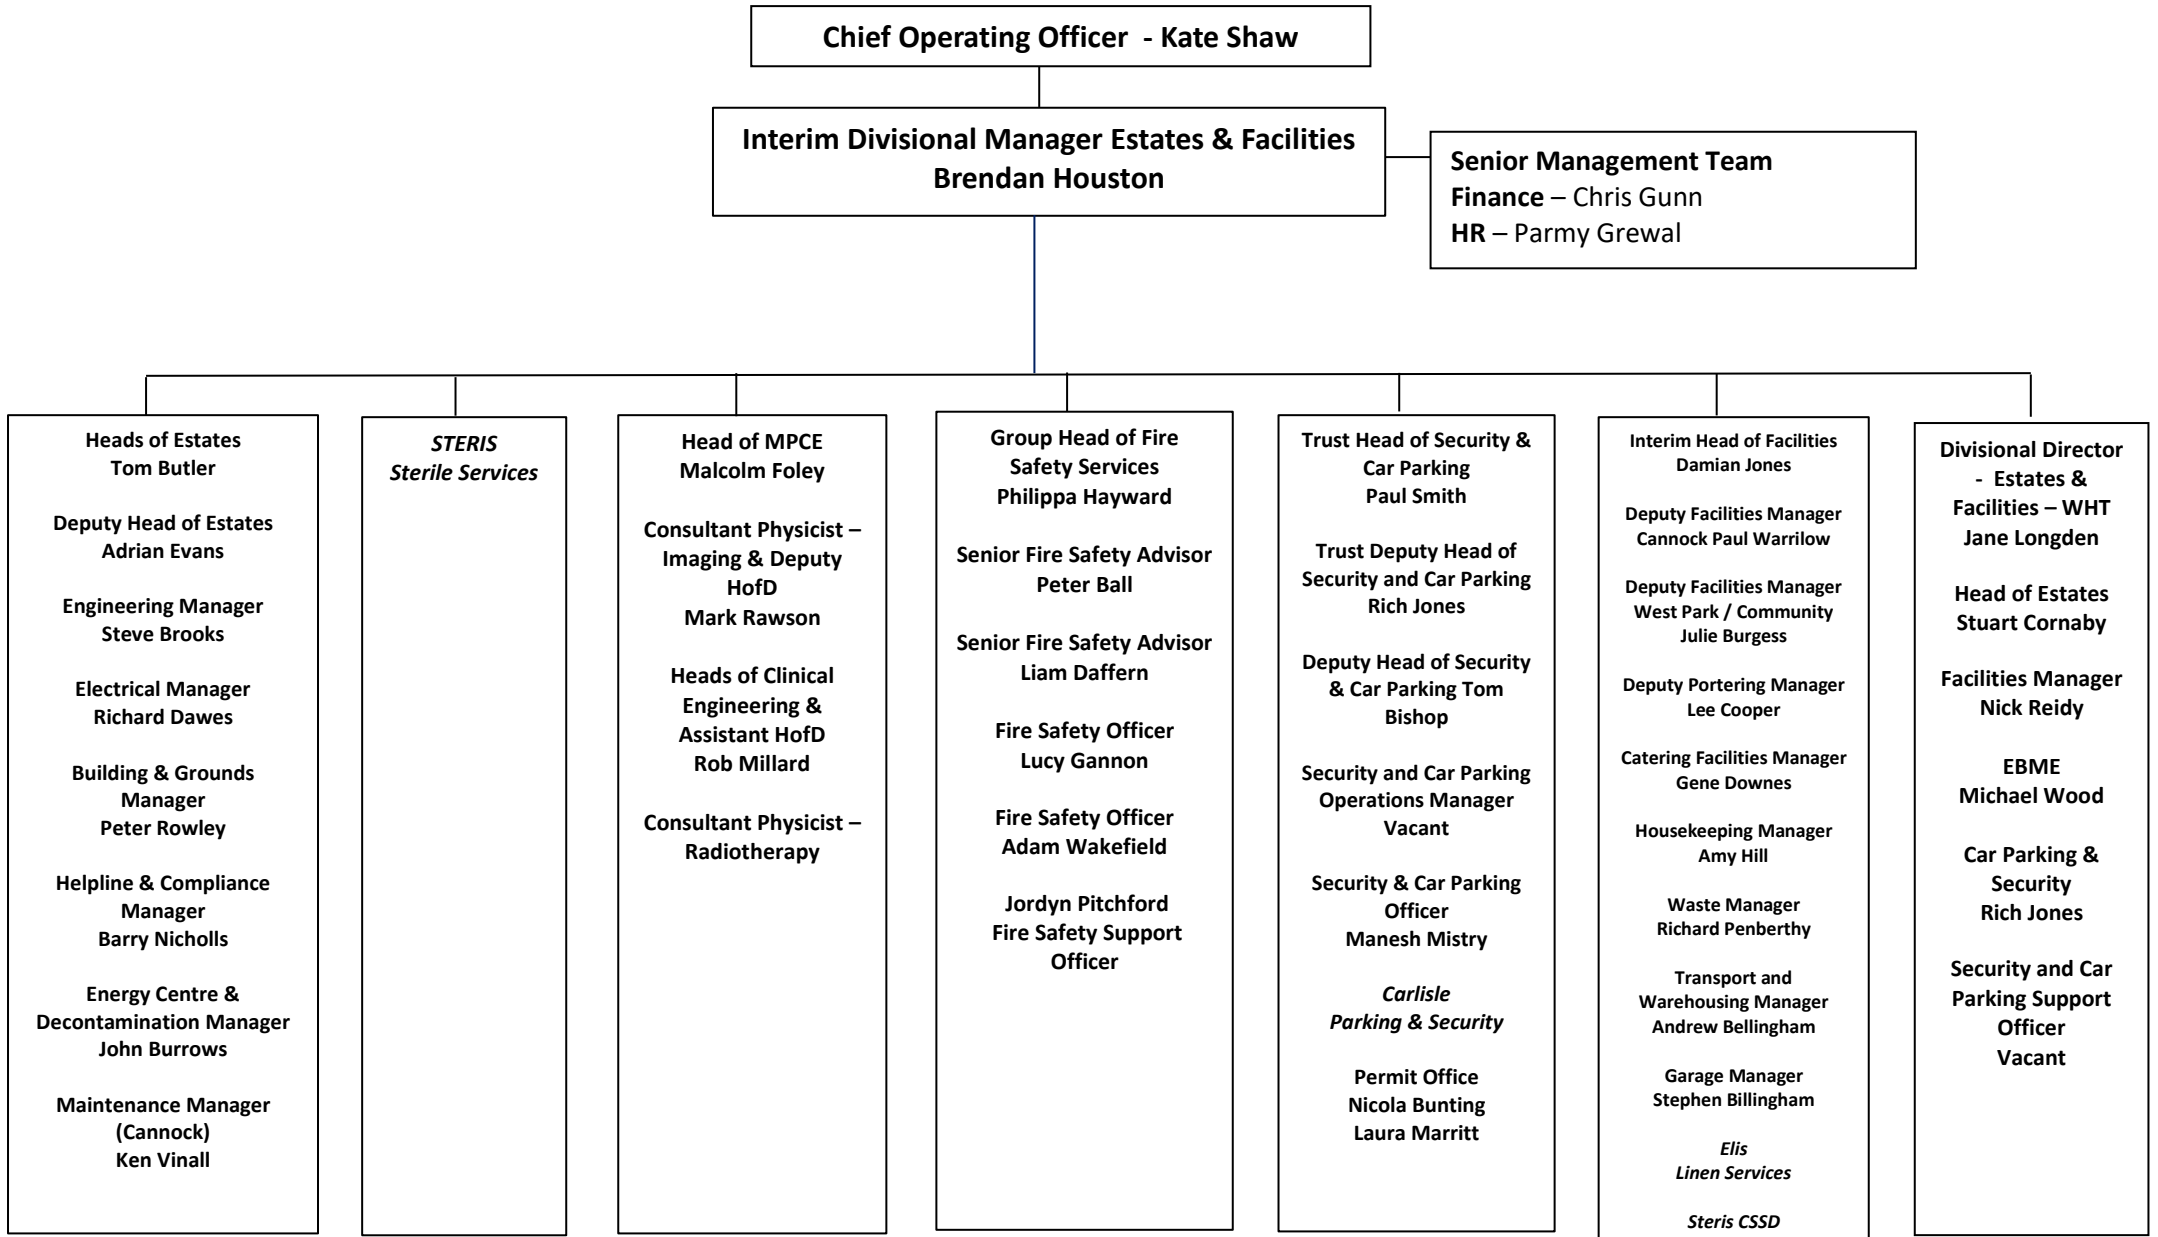 Chief Operating Officer - Kate Shaw
Interim Divisional Manager Estates & Facilities
Brendan Houston
Senior Management Team
Finance – Chris Gunn
HR – Parmy Grewal
Heads of Estates
Tom Butler
Deputy Head of Estates
Adrian Evans
Engineering Manager
Steve Brooks
Electrical Manager
Richard Dawes
Building & Grounds
Manager
Peter Rowley
Helpline & Compliance
Manager
Barry Nicholls
Energy Centre &
Decontamination Manager
John Burrows
Maintenance Manager
(Cannock)
Ken Vinall
STERIS
Sterile Services
Head of MPCE
Malcolm Foley
Consultant Physicist –
Imaging & Deputy
HofD
Mark Rawson
Heads of Clinical
Engineering &
Assistant HofD
Rob Millard
Consultant Physicist –
Radiotherapy
Group Head of Fire
Safety Services
Philippa Hayward
Senior Fire Safety Advisor
Peter Ball
Senior Fire Safety Advisor
Liam Daffern
Fire Safety Officer
Lucy Gannon
Fire Safety Officer
Adam Wakefield
Jordyn Pitchford
Fire Safety Support
Officer
Trust Head of Security &
Car Parking
Paul Smith
Trust Deputy Head of
Security and Car Parking
Rich Jones
Deputy Head of Security
& Car Parking Tom
Bishop
Security and Car Parking
Operations Manager
Vacant
Security & Car Parking
Officer
Manesh Mistry
Carlisle
Parking & Security
Permit Office
Nicola Bunting
Laura Marritt
Interim Head of Facilities
Damian Jones
Deputy Facilities Manager
Cannock Paul Warrilow
Deputy Facilities Manager
West Park / Community
Julie Burgess
Deputy Portering Manager
Lee Cooper
Catering Facilities Manager
Gene Downes
Housekeeping Manager
Amy Hill
Waste Manager
Richard Penberthy
Transport and
Warehousing Manager
Andrew Bellingham
Garage Manager
Stephen Billingham
Elis
Linen Services
Steris CSSD
Divisional Director
- Estates &
Facilities – WHT
Jane Longden
Head of Estates
Stuart Cornaby
Facilities Manager
Nick Reidy
EBME
Michael Wood
Car Parking &
Security
Rich Jones
Security and Car
Parking Support
Officer
Vacant